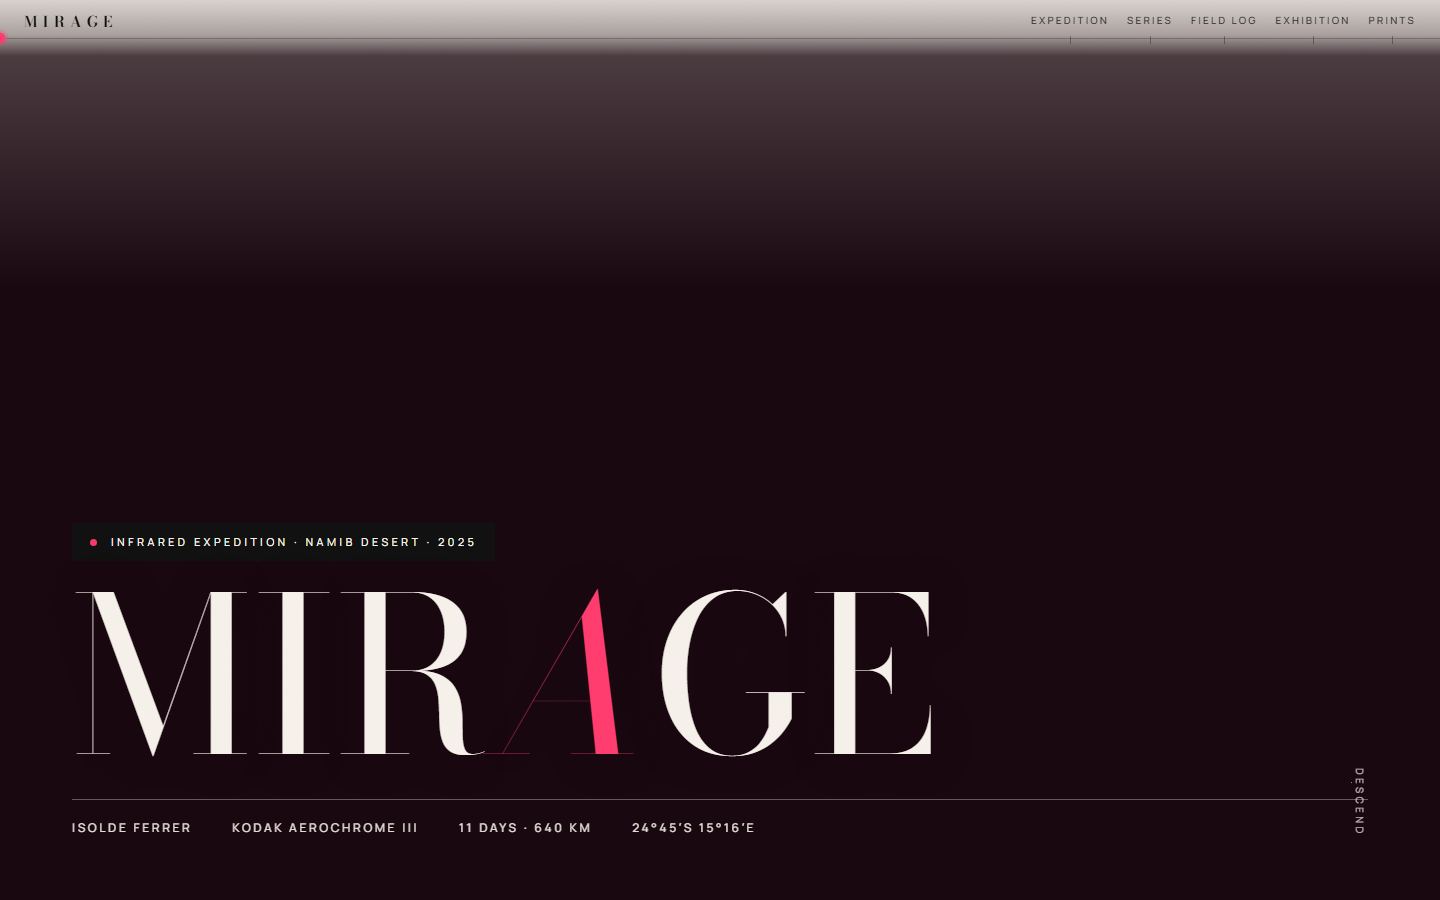 MIRAGE
EXPEDITION SERIES FIELD LOG EXHIBITION PRINTS
INFRARED EXPEDITION · NAMIB DESERT · 2025
MIRAGE
ISOLDE FERRER KODAK AEROCHROME III 11 DAYS · 640 KM 24°45′S 15°16′E
DESCEND